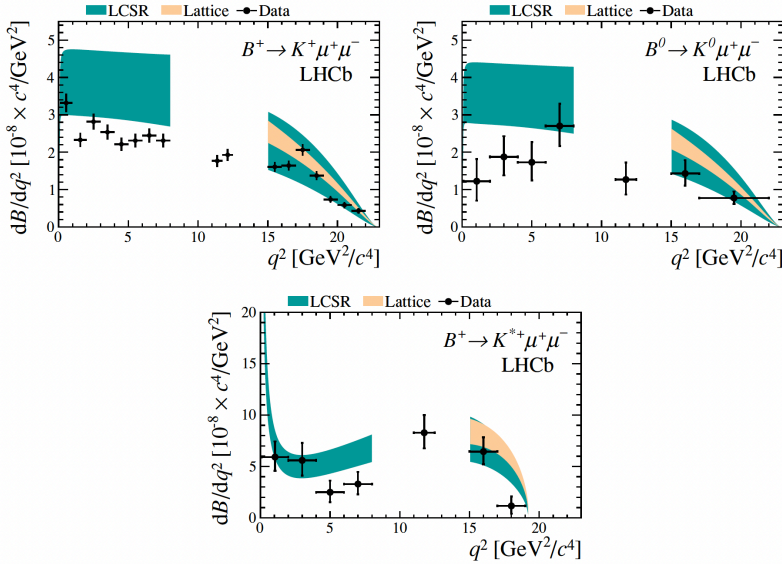 LCSR Lattice Data
B⁺→K⁺μ⁺μ⁻
LHCb
dB/dq² [10⁻⁸ × c⁴/GeV²]
5
4
3
2
1
0
0 5 10 15 20
q² [GeV²/c⁴]
LCSR Lattice Data
B⁰→K⁰μ⁺μ⁻
LHCb
dB/dq² [10⁻⁸ × c⁴/GeV²]
5
4
3
2
1
0
0 5 10 15 20
q² [GeV²/c⁴]
LCSR Lattice Data
B⁺→K*⁺μ⁺μ⁻
LHCb
dB/dq² [10⁻⁸ × c⁴/GeV²]
20
15
10
5
0
0 5 10 15 20
q² [GeV²/c⁴]